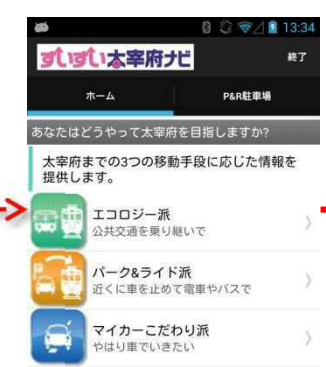 13:34
すいすい太宰府ナビ
終了
ホーム
P&R駐車場
あなたはどうやって太宰府を目指しますか?
太宰府までの3つの移動手段に応じた情報を
提供します。
エコロジー派
公共交通を乗り継いで
パーク&ライド派
近くに車を止めて電車やバスで
マイカーこだわり派
やはり車でいきたい